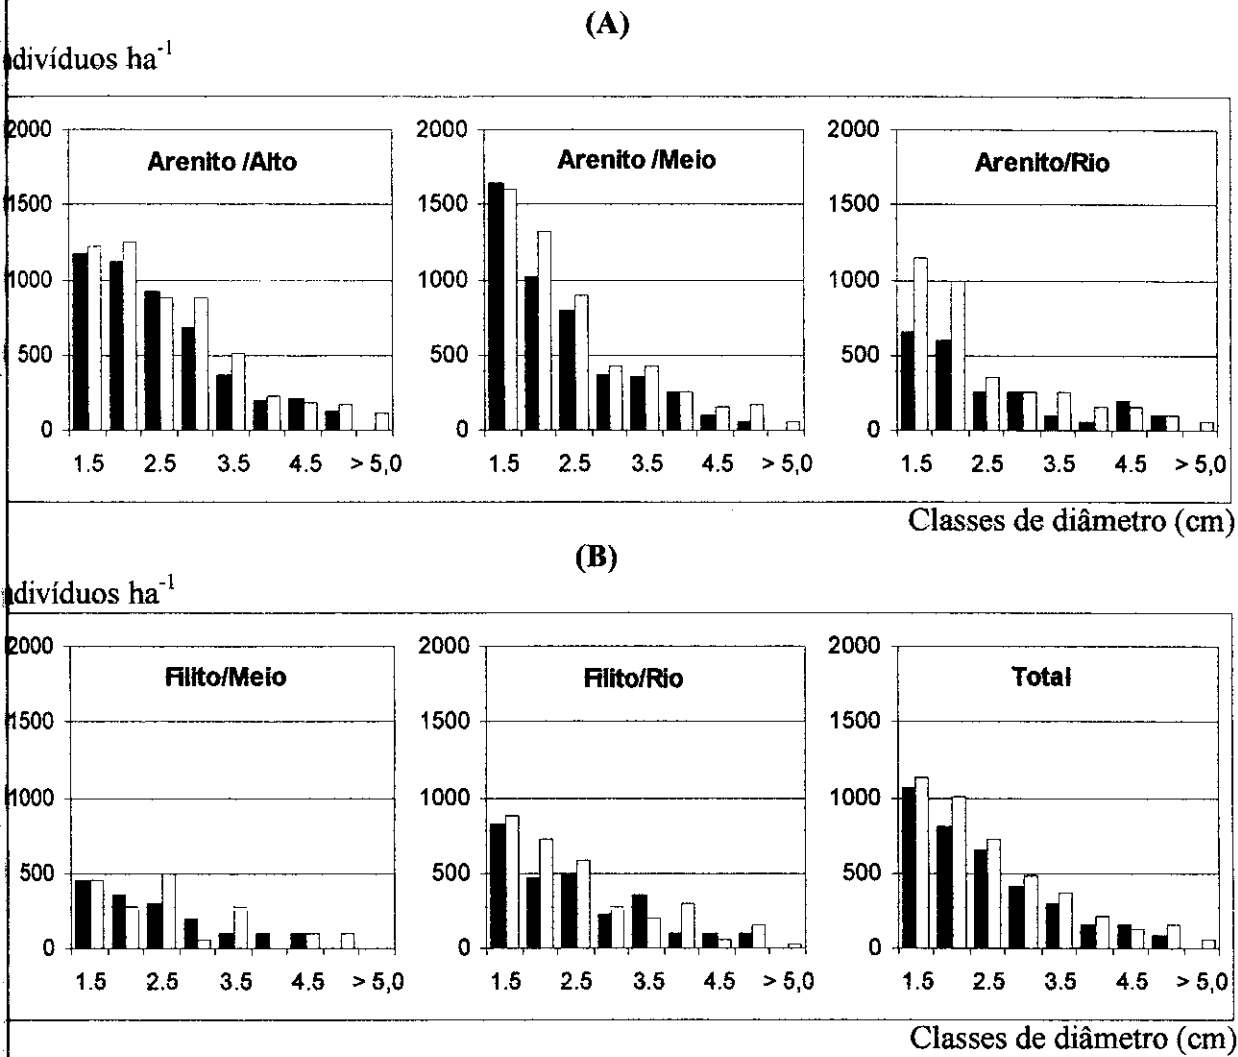 (A)
divíduos ha-1
2000 2000 2000
Arenito /Alto Arenito /Meio Arenito/Rio
1500 1500 1500
1000 1000 1000
500 500 500
0 0 0
1.5 2.5 3.5 4.5 > 5,0 1.5 2.5 3.5 4.5 > 5,0 1.5 2.5 3.5 4.5 > 5,0
Classes de diâmetro (cm)
(B)
divíduos ha-1
2000 2000 2000
Filito/Meio Filito/Rio Total
1500 1500 1500
1000 1000 1000
500 500 500
0 0 0
1.5 2.5 3.5 4.5 > 5,0 1.5 2.5 3.5 4.5 > 5,0 1.5 2.5 3.5 4.5 > 5,0
Classes de diâmetro (cm)